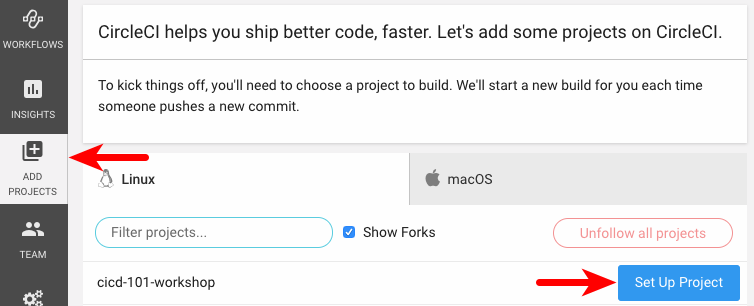 WORKFLOWS
INSIGHTS
ADD
PROJECTS
TEAM
CircleCI helps you ship better code, faster. Let's add some projects on CircleCI.
To kick things off, you'll need to choose a project to build. We'll start a new build for you each time
someone pushes a new commit.
Linux
macOS
Filter projects...
Show Forks
Unfollow all projects
cicd-101-workshop
Set Up Project